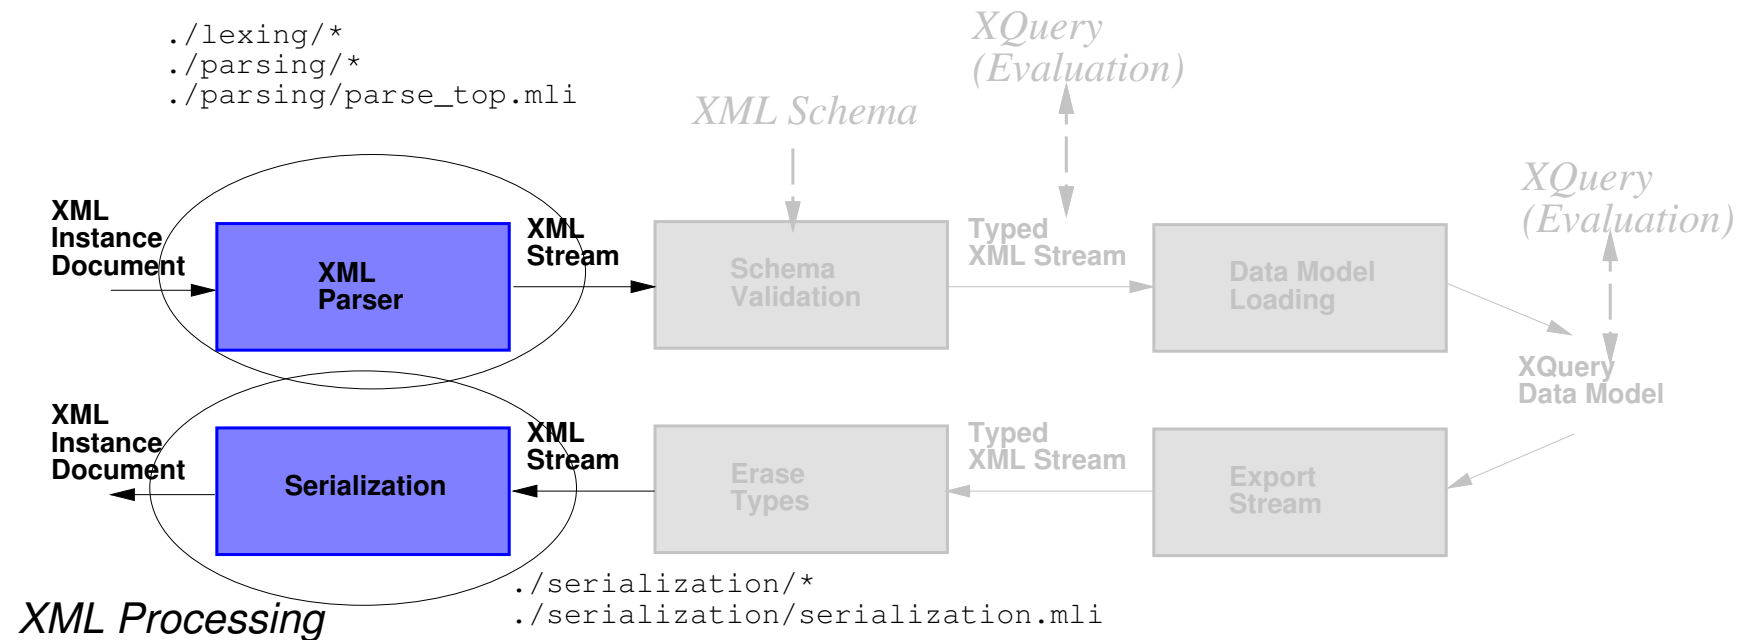 ./lexing/*
./parsing/*
./parsing/parse_top.mli
XQuery
(Evaluation)
XML Schema
XQuery
(Evaluation)
XML
Instance
Document
XML
Parser
XML
Stream
Schema
Validation
Typed
XML Stream
Data Model
Loading
XQuery
Data Model
XML
Instance
Document
Serialization
XML
Stream
Erase
Types
Typed
XML Stream
Export
Stream
./serialization/*
./serialization/serialization.mli
XML Processing